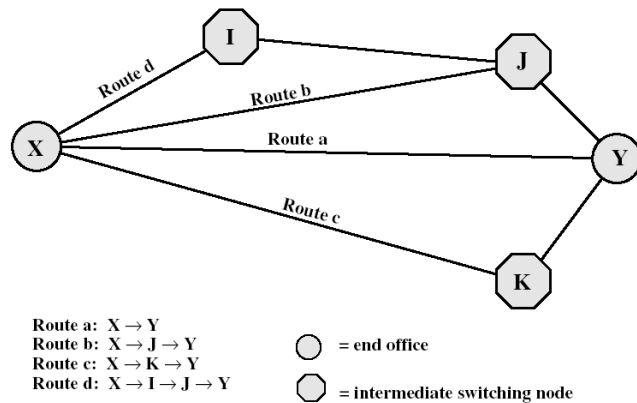 I
J
Route d
Route b
X
Route a
Y
Route c
K
Route a: X → Y
Route b: X → J → Y
Route c: X → K → Y
Route d: X → I → J → Y
= end office
= intermediate switching node